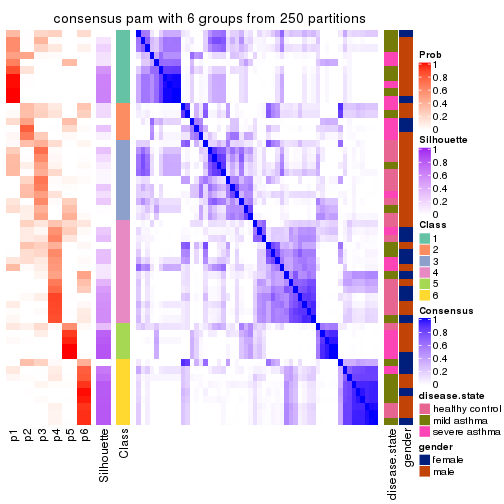 consensus pam with 6 groups from 250 partitions
Prob
1
0.8
0.6
0.4
0.2
0
Silhouette
1
0.8
0.6
0.4
0.2
0
Class
1
2
3
4
5
6
Consensus
1
0.8
0.6
0.4
0.2
0
disease.state
healthy control
mild asthma
severe asthma
gender
female
male
p1
p2
p3
p4
p5
p6
Silhouette
Class
disease.state
gender